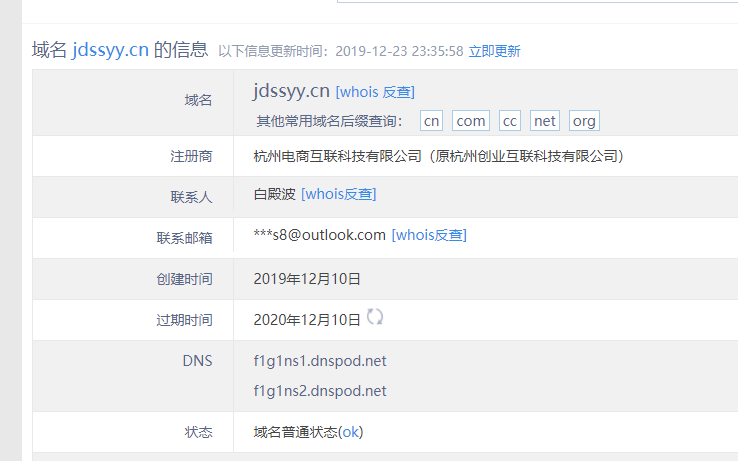 域名 jdssyy.cn 的信息 以下信息更新时间：2019-12-23 23:35:58 立即更新
域名 jdssyy.cn [whois 反查]
其他常用域名后缀查询： cn com cc net org
注册商 杭州电商互联科技有限公司（原杭州创业互联科技有限公司）
联系人 白殿波 [whois反查]
联系邮箱 ***s8@outlook.com [whois反查]
创建时间 2019年12月10日
过期时间 2020年12月10日
DNS f1g1ns1.dnspod.net
f1g1ns2.dnspod.net
状态 域名普通状态(ok)